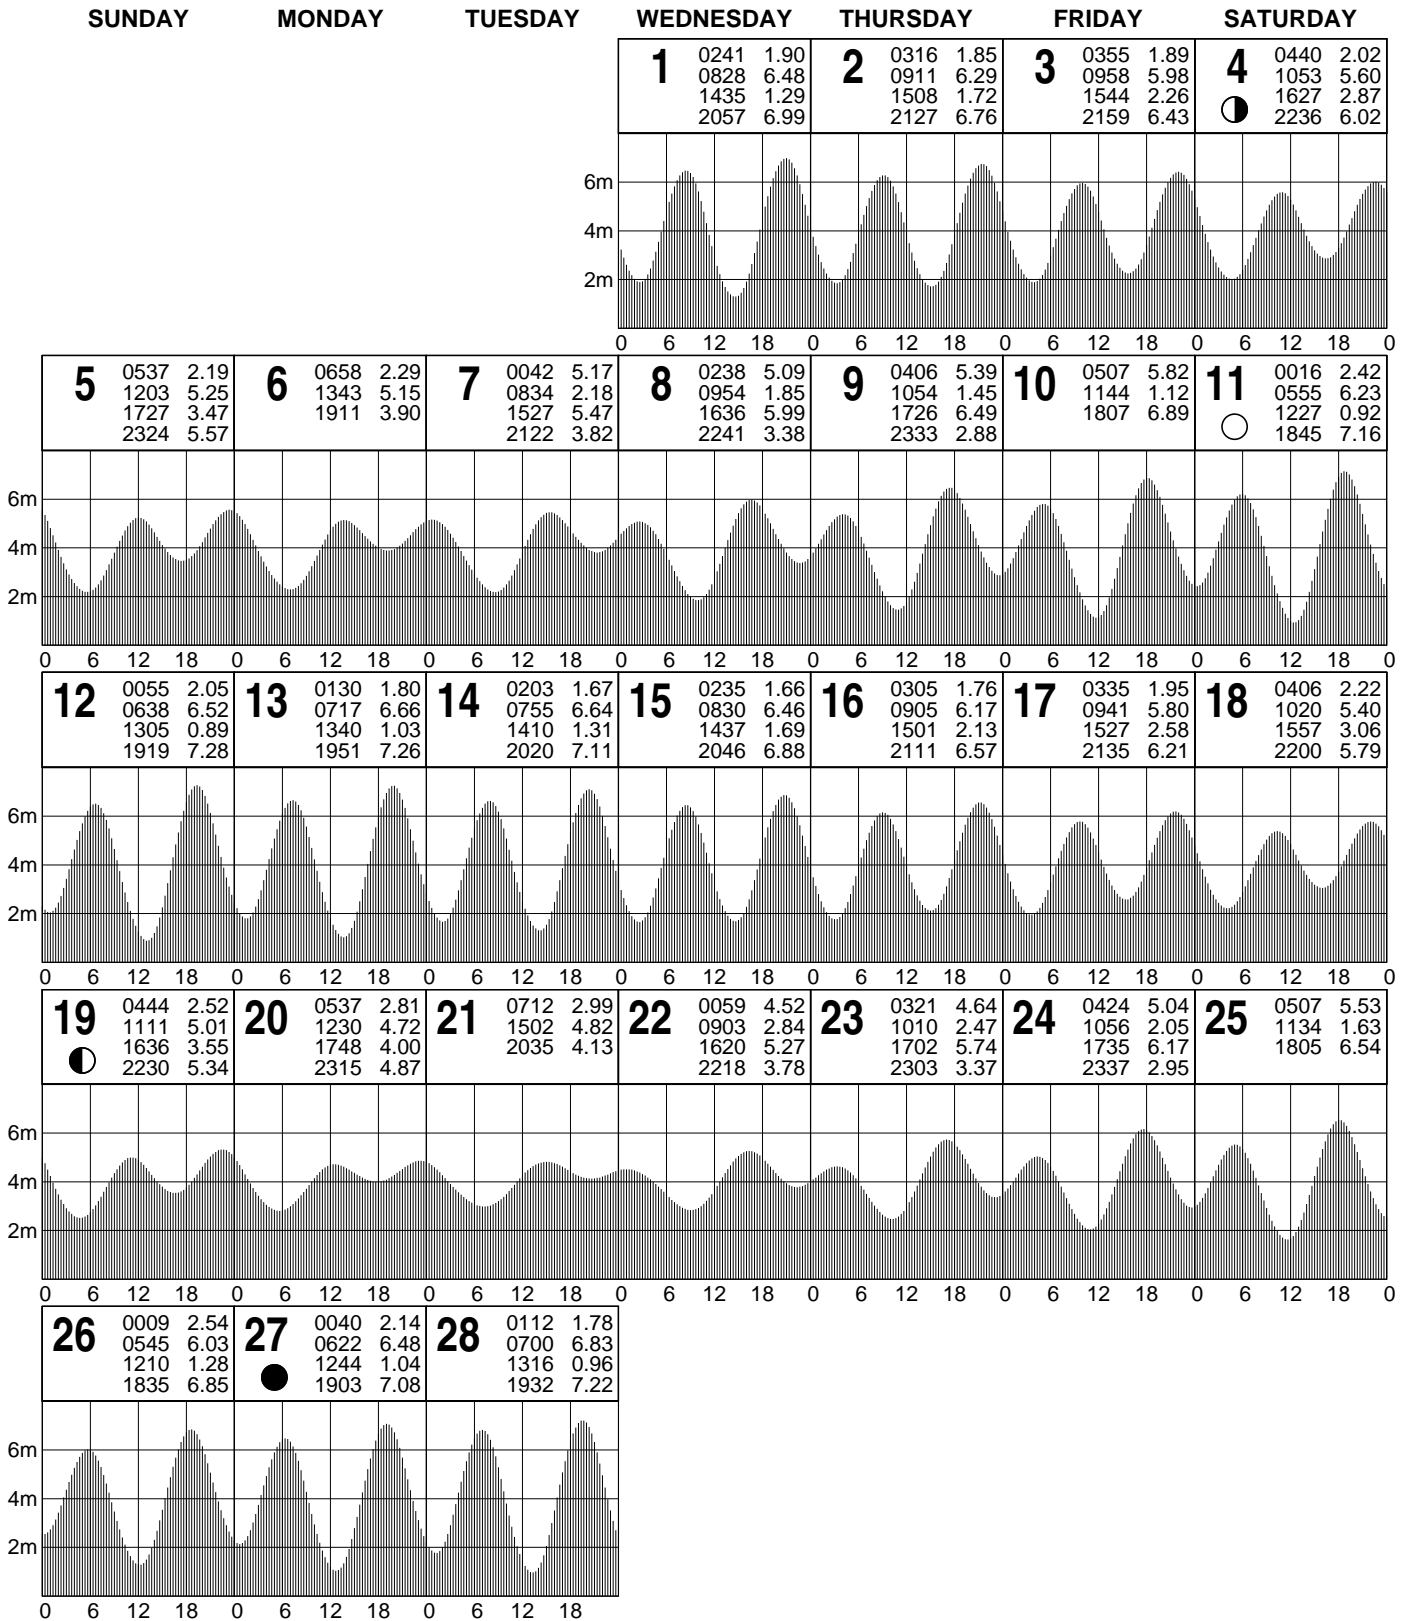 SUNDAY MONDAY TUESDAY WEDNESDAY THURSDAY FRIDAY SATURDAY
1 0241 1.90 2 0316 1.85 3 0355 1.89 4 0440 2.02
0828 6.48 0911 6.29 0958 5.98 1053 5.60
1435 1.29 1508 1.72 1544 2.26 1627 2.87
2057 6.99 2127 6.76 2159 6.43 2236 6.02
6m
4m
2m
6 12 18 0 6 12 18 0 6 12 18 0 6 12 18 0
5 0537 2.19 6 0658 2.29 7 0042 5.17 8 0238 5.09 9 0406 5.39 10 0507 5.82 11 0016 2.42
1203 5.25 1343 5.15 0834 2.18 0954 1.85 1054 1.45 1144 1.12 0555 6.23
1727 3.47 1911 3.90 1527 5.47 1636 5.99 1726 6.49 1807 6.89 1227 0.92
2324 5.57 2122 3.82 2241 3.38 2333 2.88 1845 7.16
6m
4m
2m
0 6 12 18 0 6 12 18 0 6 12 18 0 6 12 18 0 6 12 18 0 6 12 18 0 6 12 18 0
12 0055 2.05 13 0130 1.80 14 0203 1.67 15 0235 1.66 16 0305 1.76 17 0335 1.95 18 0406 2.22
0638 6.52 0717 6.66 0755 6.64 0830 6.46 0905 6.17 0941 5.80 1020 5.40
1305 0.89 1340 1.03 1410 1.31 1437 1.69 1501 2.13 1527 2.58 1557 3.06
1919 7.28 1951 7.26 2020 7.11 2046 6.88 2111 6.57 2135 6.21 2200 5.79
6m
4m
2m
0 6 12 18 0 6 12 18 0 6 12 18 0 6 12 18 0 6 12 18 0 6 12 18 0 6 12 18 0
19 0444 2.52 20 0537 2.81 21 0712 2.99 22 0059 4.52 23 0321 4.64 24 0424 5.04 25 0507 5.53
1111 5.01 1230 4.72 1502 4.82 0903 2.84 1010 2.47 1056 2.05 1134 1.63
1636 3.55 1748 4.00 2035 4.13 1620 5.27 1702 5.74 1735 6.17 1805 6.54
2230 5.34 2315 4.87 2218 3.78 2303 3.37 2337 2.95
6m
4m
2m
0 6 12 18 0 6 12 18 0 6 12 18 0 6 12 18 0 6 12 18 0 6 12 18 0 6 12 18 0
26 0009 2.54 27 0040 2.14 28 0112 1.78
0545 6.03 0622 6.48 0700 6.83
1210 1.28 1244 1.04 1316 0.96
1835 6.85 1903 7.08 1932 7.22
6m
4m
2m
0 6 12 18 0 6 12 18 0 6 12 18